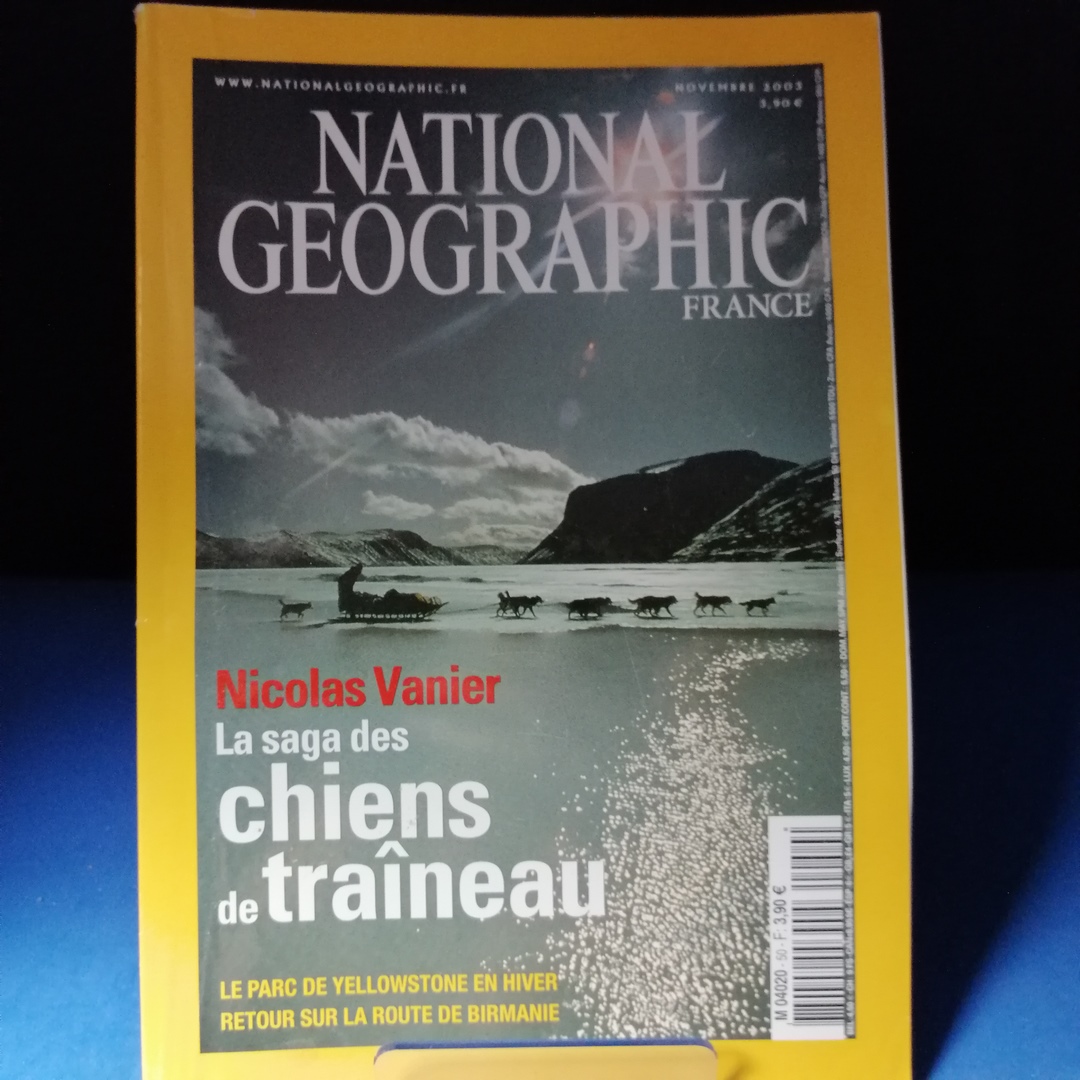 WWW.NATIONALGEOGRAPHIC.FR
NOVEMBRE 2003
3,90 €
NATIONAL
GEOGRAPHIC
FRANCE
Nicolas Vanier
La saga des
chiens
de traîneau
LE PARC DE YELLOWSTONE EN HIVER
RETOUR SUR LA ROUTE DE BIRMANIE
M 04020 - 50 - F: 3,90 €